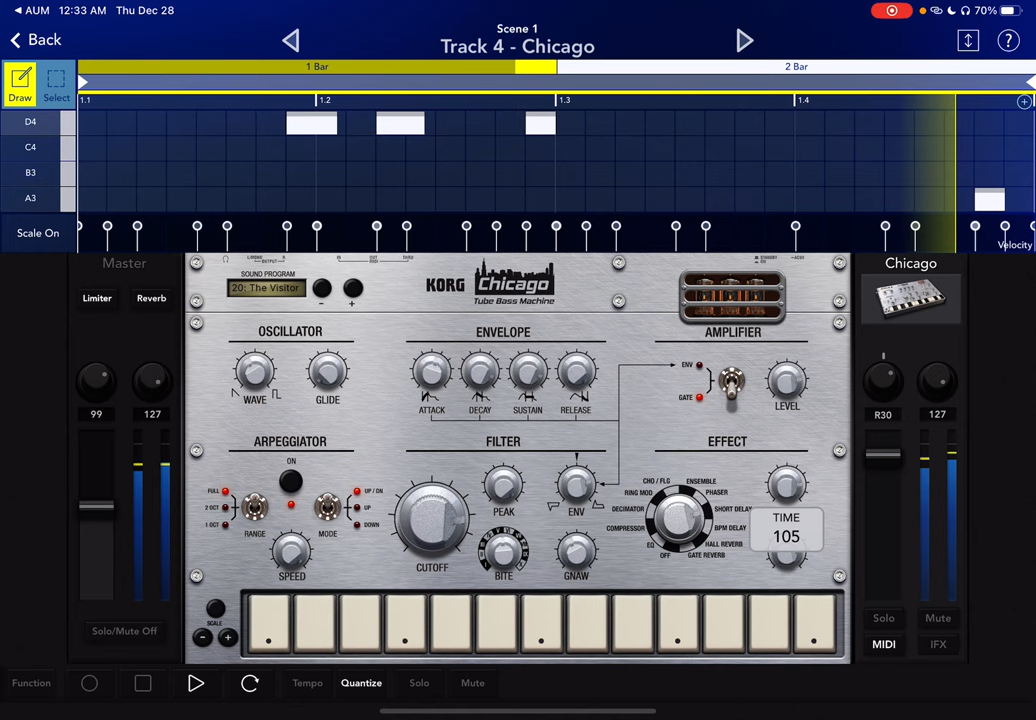 ◀ AUM 12:33 AM Thu Dec 28
70%
Back
Scene 1
Track 4 - Chicago
?
Draw
Select
1 Bar
2 Bar
1.1
1.2
1.3
1.4
D4
C4
B3
A3
Scale On
Velocity
Master
Limiter
Reverb
99
127
SOUND PROGRAM
20: The Visitor
- +
KORG Chicago
Tube Bass Machine
OSCILLATOR
WAVE
GLIDE
ENVELOPE
ATTACK
DECAY
SUSTAIN
RELEASE
AMPLIFIER
ENV
GATE
LEVEL
ARPEGGIATOR
ON
FULL
2 OCT
1 OCT
RANGE
UP / DN
UP
DOWN
MODE
SPEED
FILTER
CUTOFF
PEAK
BITE
ENV
GNAW
EFFECT
CHO / FLG
ENSEMBLE
RING MOD
PHASER
DECIMATOR
SHORT DELAY
COMPRESSOR
BPM DELAY
EQ
HALL REVERB
OFF
GATE REVERB
TIME
105
SCALE
- +
Chicago
R30
127
Solo
Mute
MIDI
IFX
Solo/Mute Off
Function
Tempo
Quantize
Solo
Mute